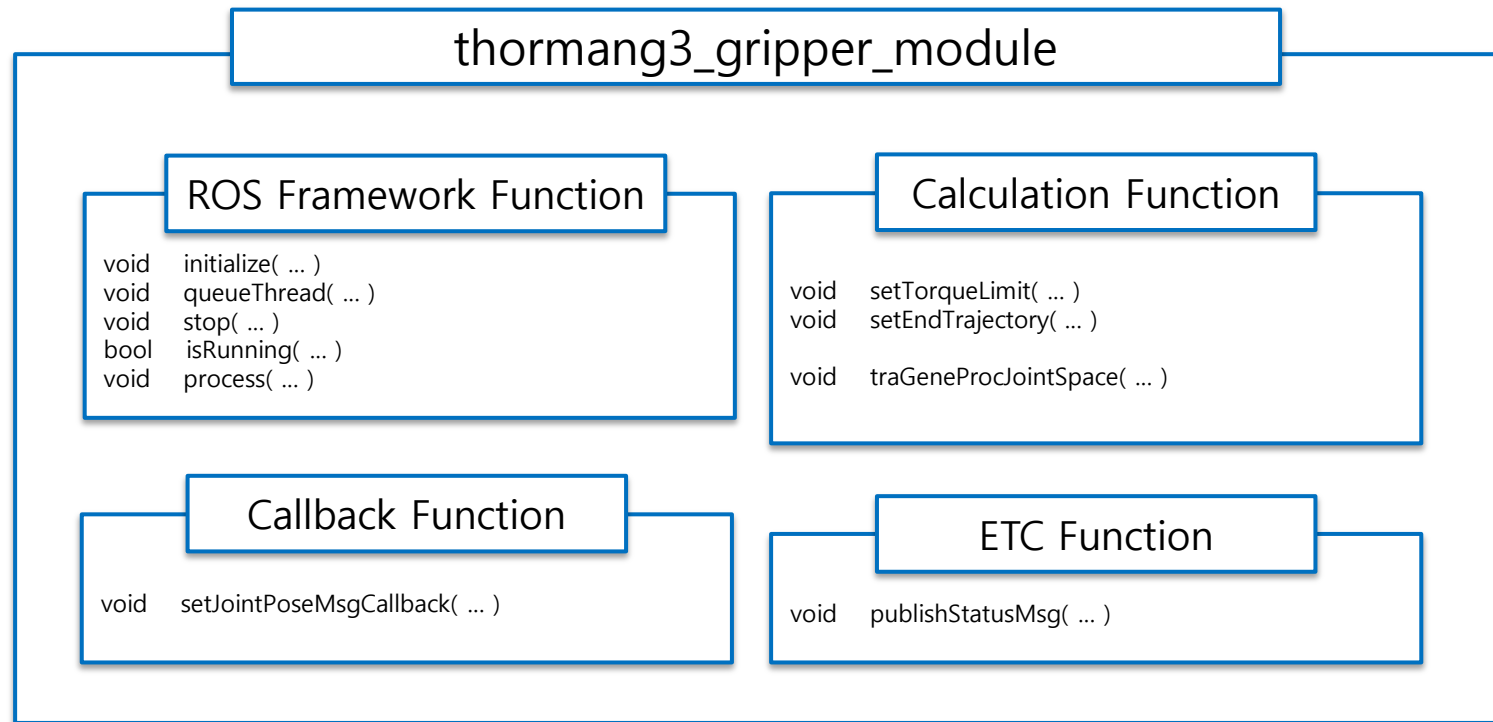 thormang3_gripper_module
ROS Framework Function
void initialize( ... )
void queueThread( ... )
void stop( ... )
bool isRunning( ... )
void process( ... )
Calculation Function
void setTorqueLimit( ... )
void setEndTrajectory( ... )
void traGeneProcJointSpace( ... )
Callback Function
void setJointPoseMsgCallback( ... )
ETC Function
void publishStatusMsg( ... )